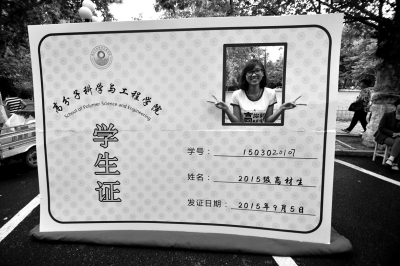 高分子科学与工程学院
School of Polymer Science and Engineering
学生证
学号: 1503020107
姓名: 2015级高材生
发证日期: 2015年9月5日